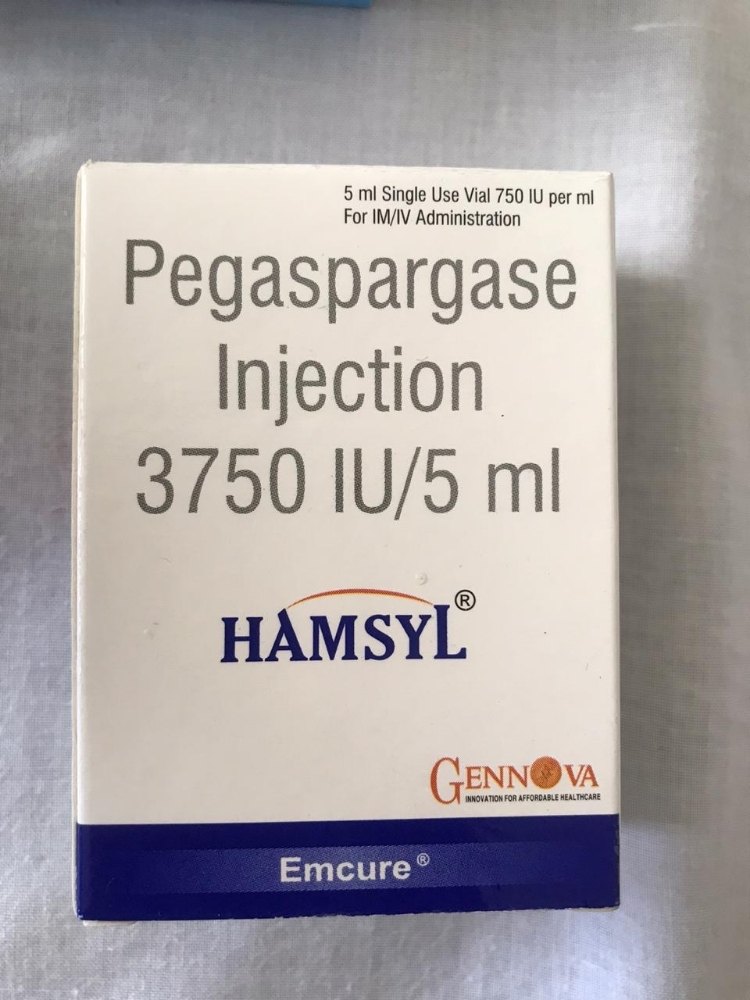 5 ml Single Use Vial 750 IU per ml
For IM/IV Administration
Pegaspargase
Injection
3750 IU/5 ml
HAMSYL®
GENNOVA
INNOVATION FOR AFFORDABLE HEALTHCARE
Emcure®